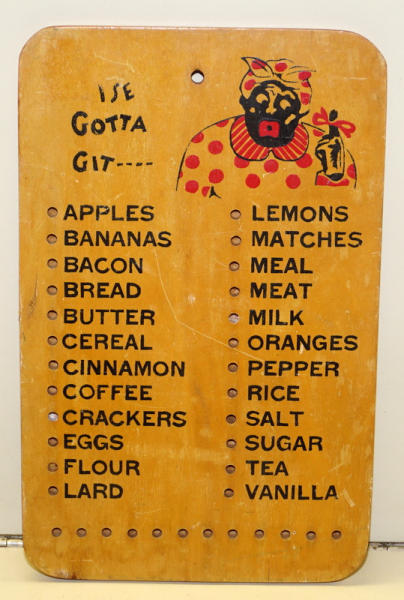 ISE
GOTTA
GIT----
APPLES
BANANAS
BACON
BREAD
BUTTER
CEREAL
CINNAMON
COFFEE
CRACKERS
EGGS
FLOUR
LARD
LEMONS
MATCHES
MEAL
MEAT
MILK
ORANGES
PEPPER
RICE
SALT
SUGAR
TEA
VANILLA